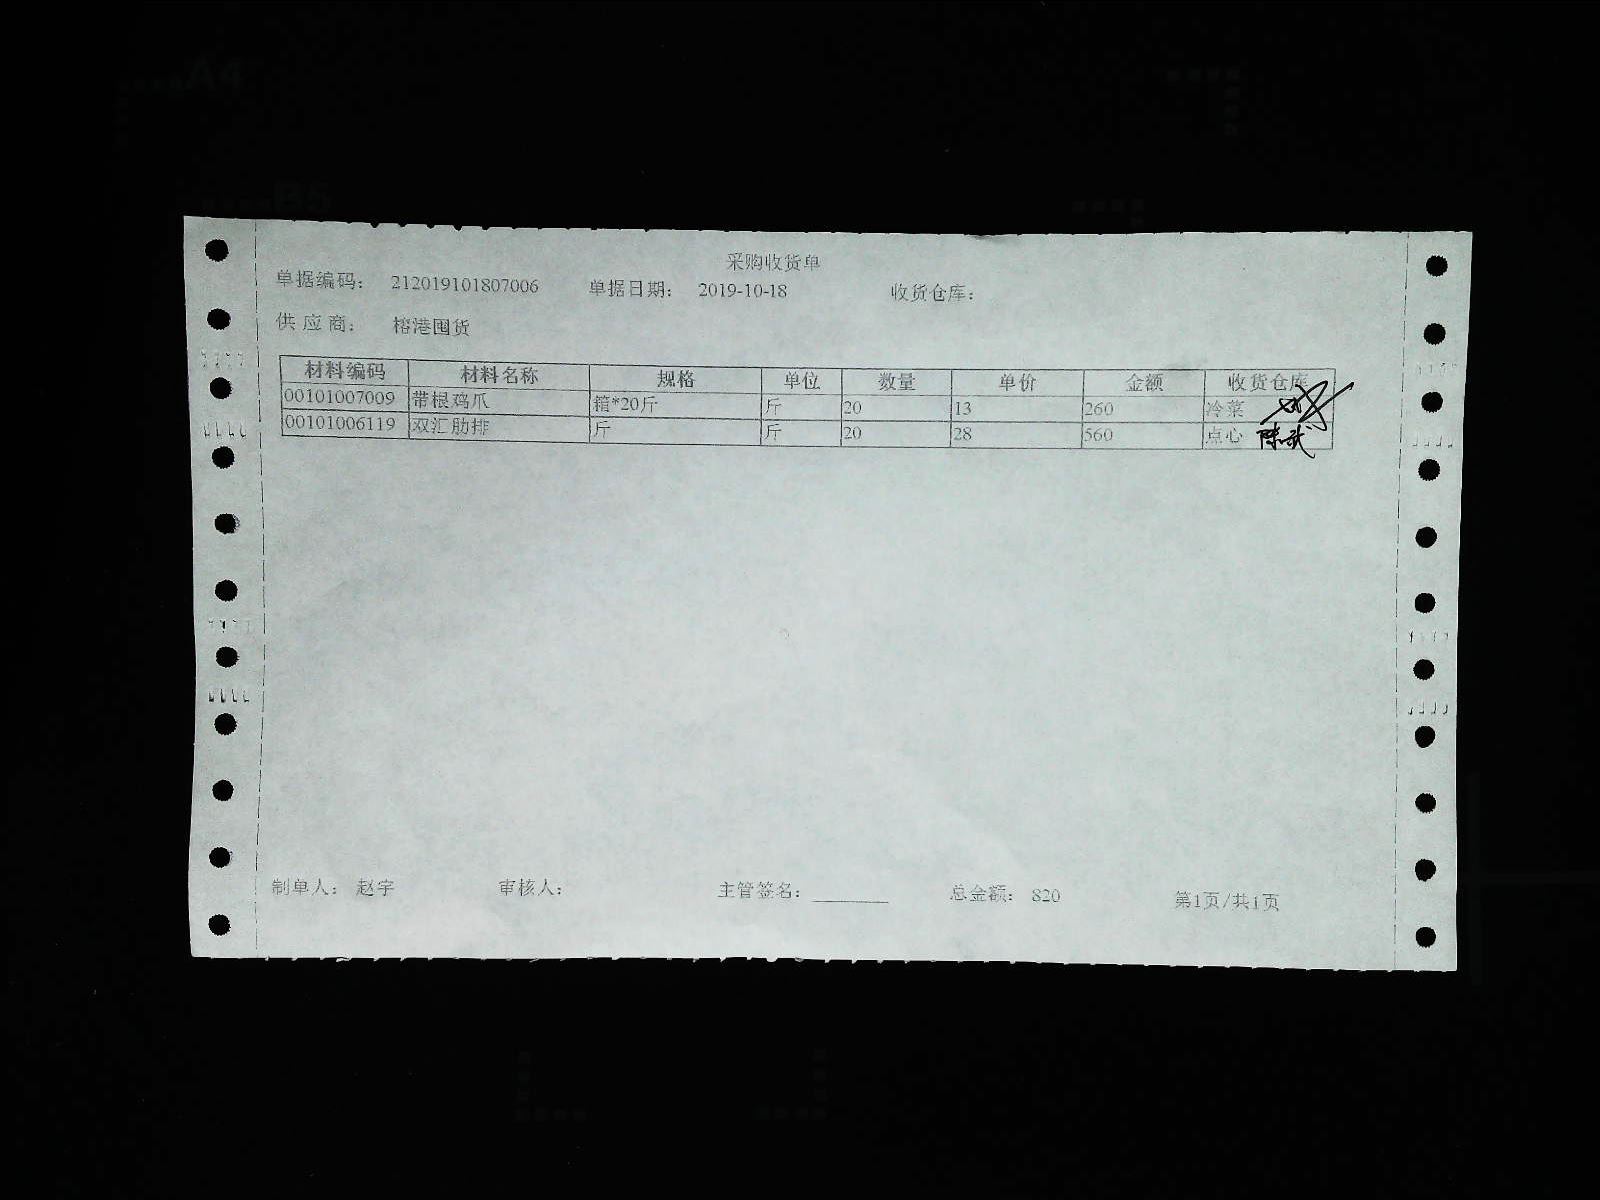 采购收货单
单据编码： 212019101807006 单据日期： 2019-10-18 收货仓库：
供应商： 榕港囤货
材料编码 材料名称 规格 单位 数量 单价 金额 收货仓库
00101007009 带根鸡爪 箱*20斤 斤 20 13 260 冷菜
00101006119 双汇肋排 斤 斤 20 28 560 点心
制单人： 赵宇 审核人： 主管签名：________ 总金额： 820 第1页/共1页